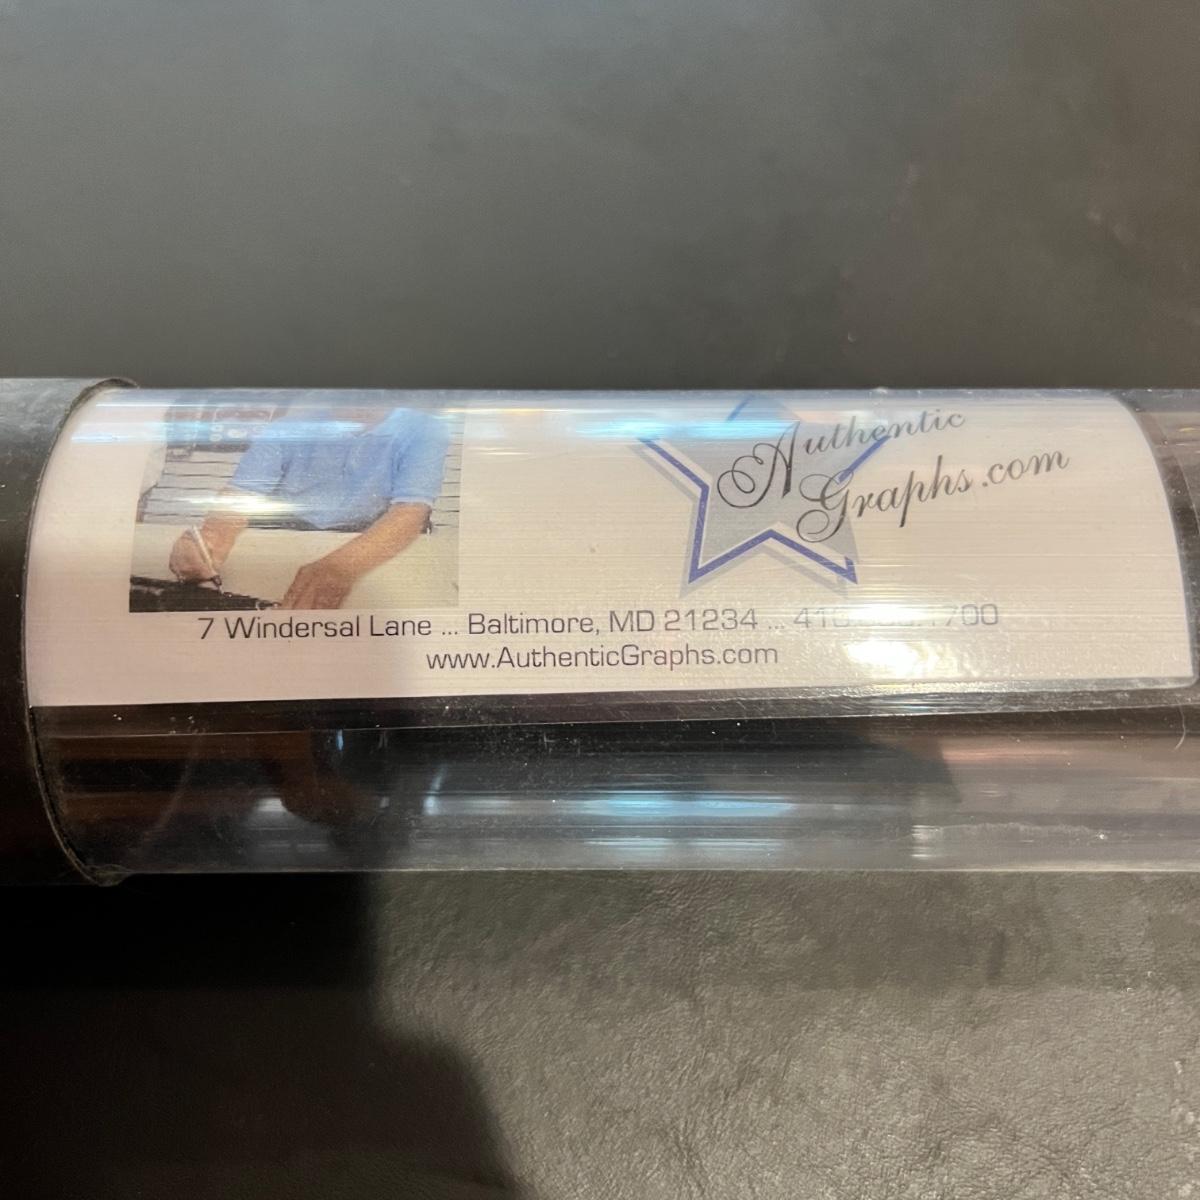 Authentic
Graphs.com
7 Windersal Lane ... Baltimore, MD 21234 ...
www.AuthenticGraphs.com